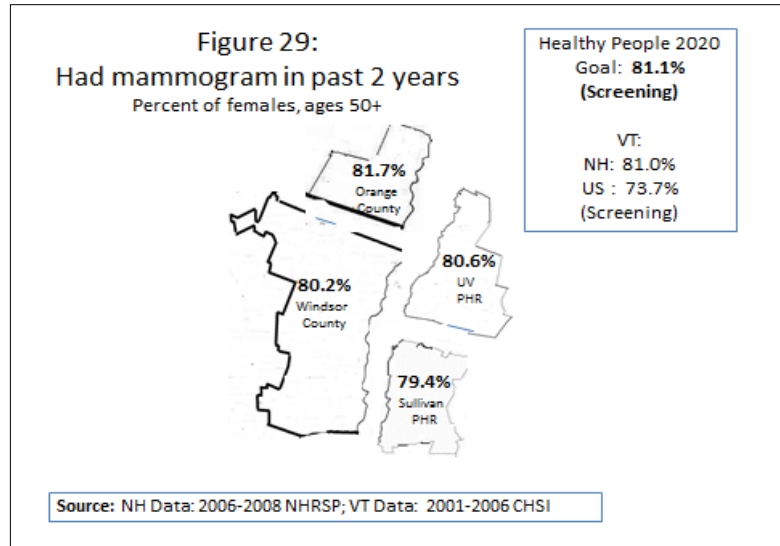 Figure 29:
Had mammogram in past 2 years
Percent of females, ages 50+
Healthy People 2020
Goal: 81.1%
(Screening)
VT:
NH: 81.0%
US : 73.7%
(Screening)
81.7%
Orange
County
80.6%
UV
PHR
80.2%
Windsor
County
79.4%
Sullivan
PHR
Source: NH Data: 2006-2008 NHRSP; VT Data: 2001-2006 CHSI